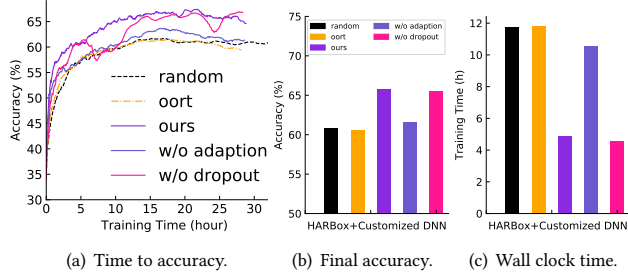 65
60
55
50
45
40
35
30
0 5 10 15 20 25 30
Accuracy (%)
Training Time (hour)
random
oort
ours
w/o adaption
w/o dropout
(a) Time to accuracy.
75
70
65
60
55
50
Accuracy (%)
random w/o adaption
oort w/o dropout
ours
HARBox+Customized DNN
(b) Final accuracy.
12
10
8
6
4
2
0
Training Time (h)
HARBox+Customized DNN
(c) Wall clock time.